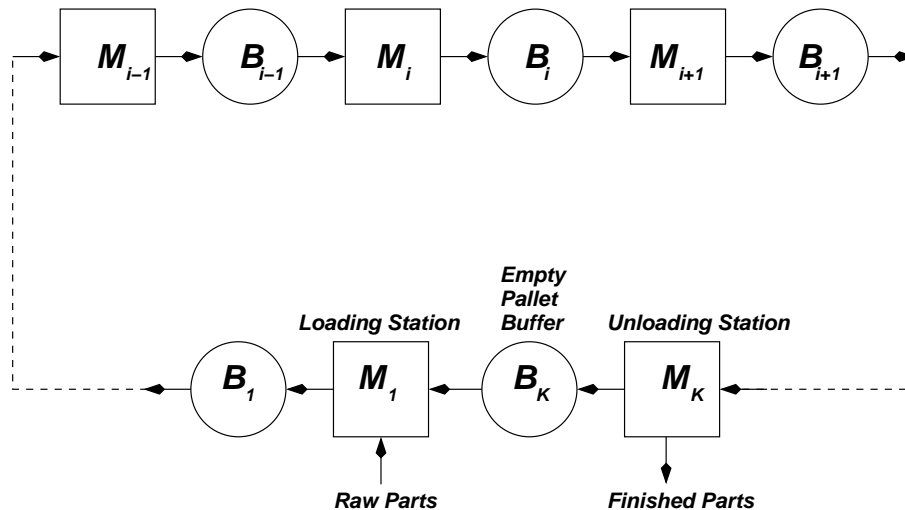 M_{i–1} B_{i–1} M_i B_i M_{i+1} B_{i+1}
Empty
Pallet
Buffer
Loading Station
Unloading Station
B_1 M_1 B_K M_K
Raw Parts
Finished Parts